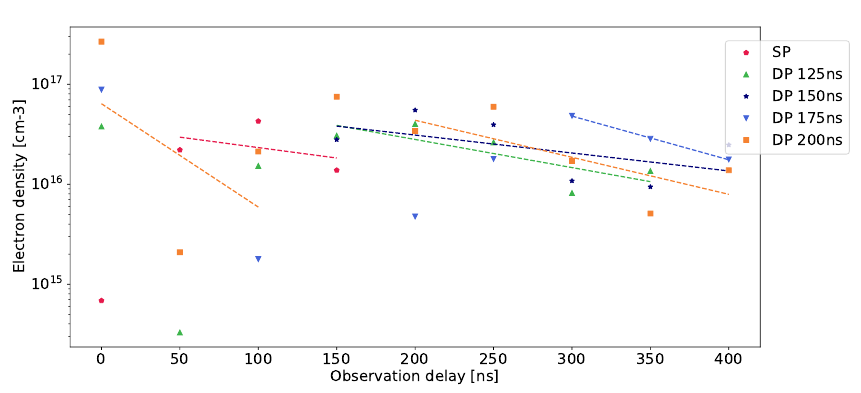 SP
DP 125ns
DP 150ns
DP 175ns
DP 200ns
Electron density [cm-3]
10^17
10^16
10^15
0 50 100 150 200 250 300 350 400
Observation delay [ns]